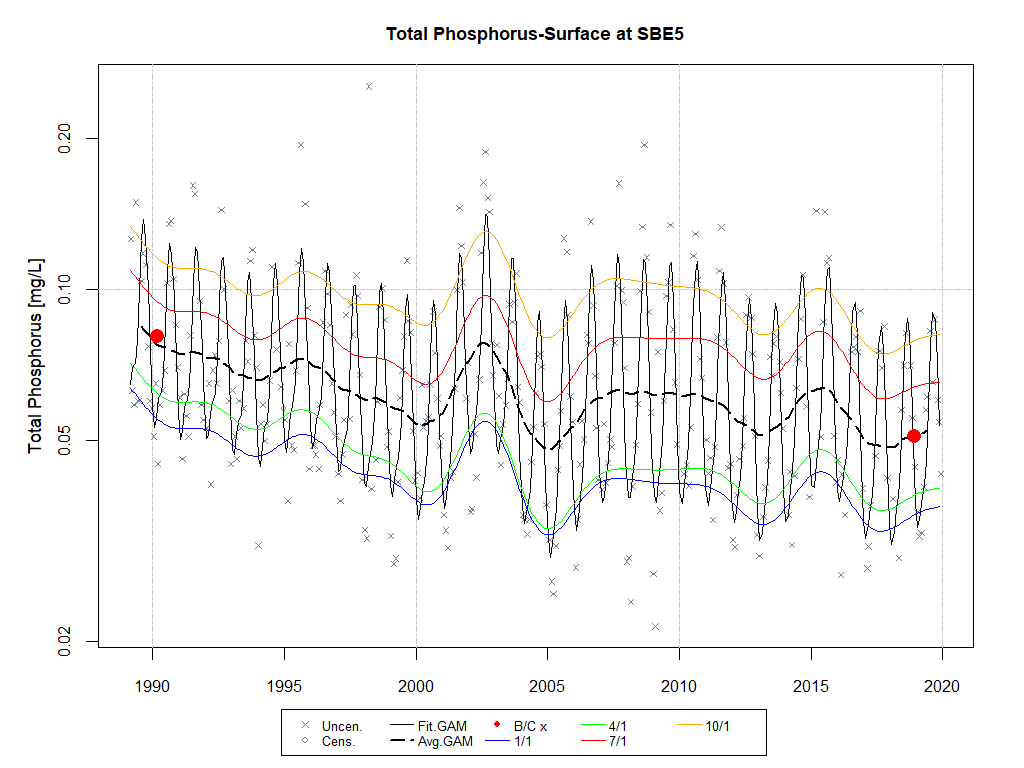 Total Phosphorus-Surface at SBE5
Total Phosphorus [mg/L]
0.20
0.10
0.05
0.02
1990 1995 2000 2005 2010 2015 2020
Uncen. Fit.GAM B/C x 4/1 10/1
Cens. Avg.GAM 1/1 7/1